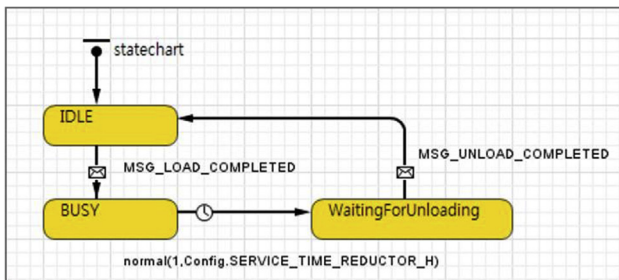 statechart
IDLE
MSG_LOAD_COMPLETED
MSG_UNLOAD_COMPLETED
BUSY
WaitingForUnloading
normal(1,Config.SERVICE_TIME_REDUCTOR_H)